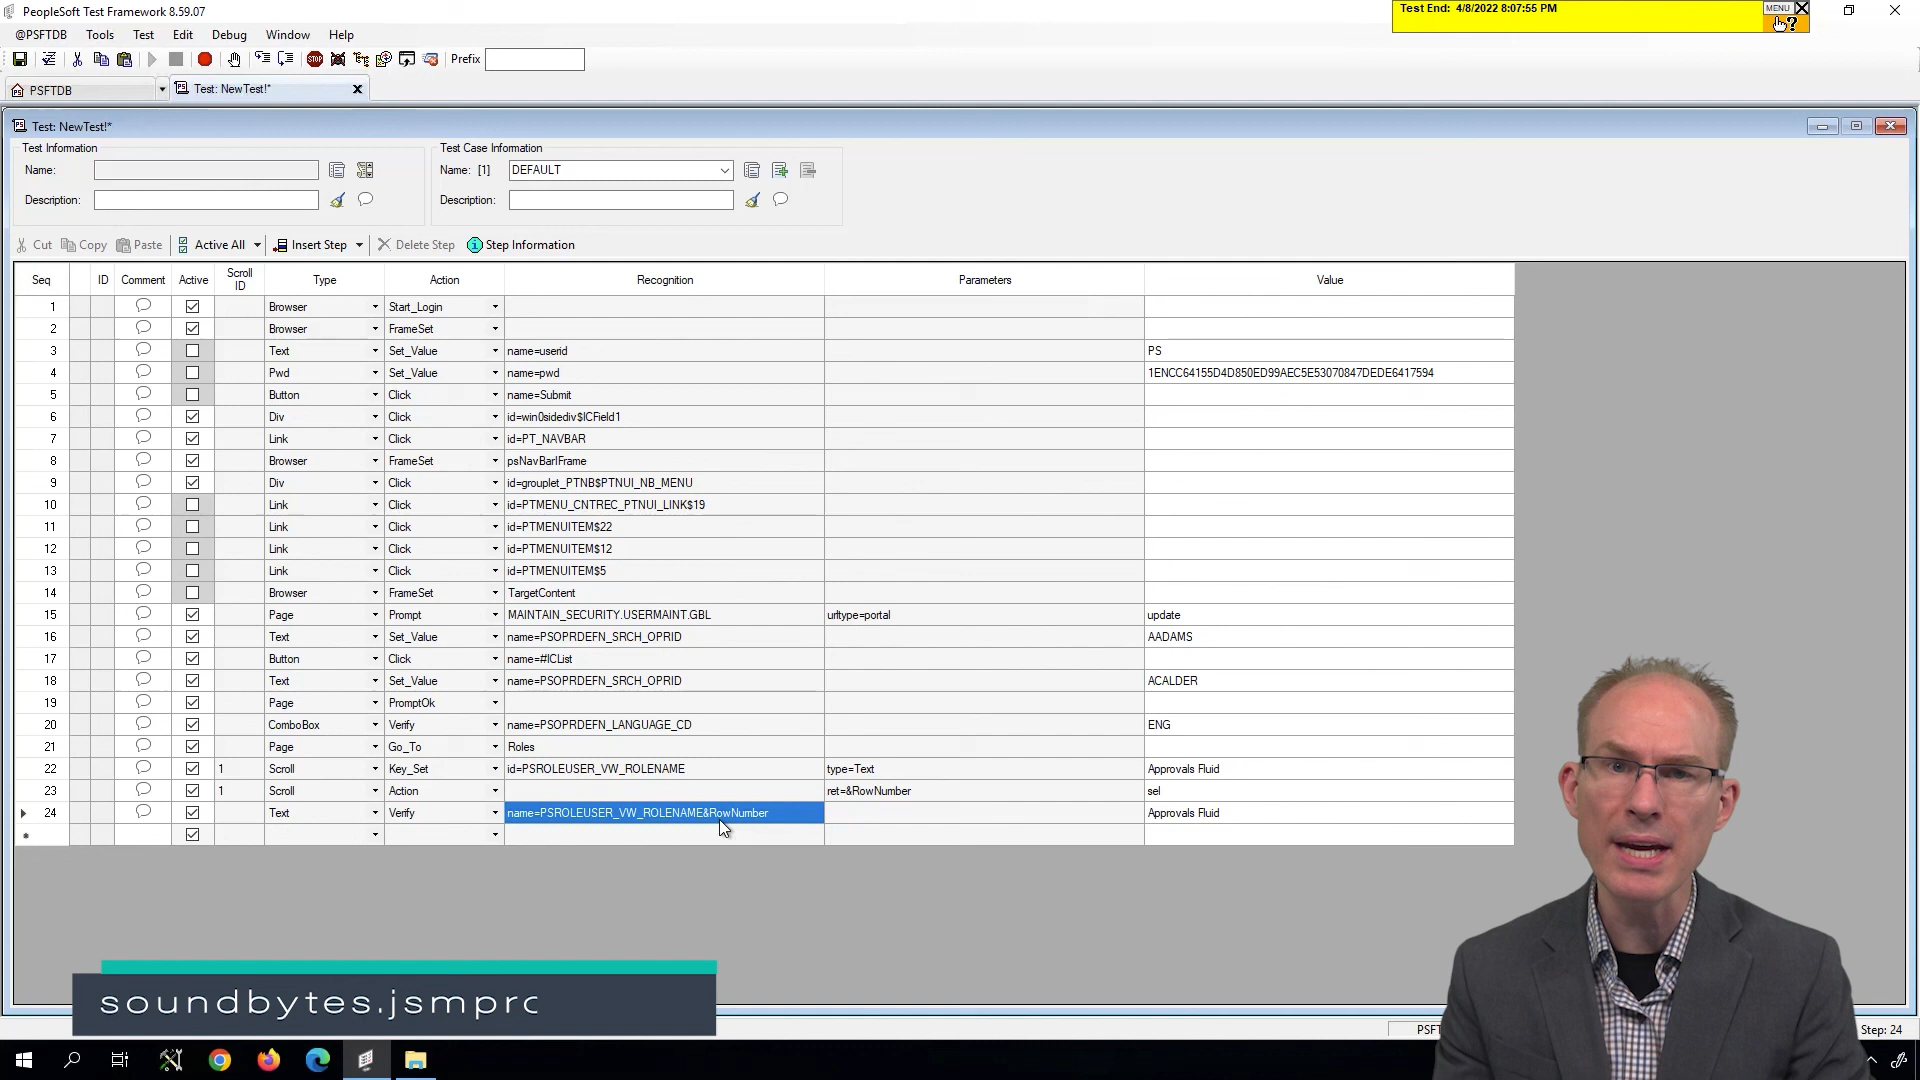 PeopleSoft Test Framework 8.59.07
Test End: 4/8/2022 8:07:55 PM
MENU
@PSFTDB Tools Test Edit Debug Window Help
STOP Prefix
PSFTDB Test: NewTest!*
Test: NewTest!*
Test Information Test Case Information
Name: Name: [1] DEFAULT
Description: Description:
Cut Copy Paste Active All Insert Step Delete Step Step Information
Seq ID Comment Active Scroll ID Type Action Recognition Parameters Value
1 Browser Start_Login
2 Browser FrameSet
3 Text Set_Value name=userid PS
4 Pwd Set_Value name=pwd 1ENCC64155D4D850ED99AEC5E53070847DEDE6417594
5 Button Click name=Submit
6 Div Click id=win0sidediv$ICField1
7 Link Click id=PT_NAVBAR
8 Browser FrameSet psNavBarIFrame
9 Div Click id=grouplet_PTNB$PTNUI_NB_MENU
10 Link Click id=PTMENU_CNTREC_PTNUI_LINK$19
11 Link Click id=PTMENUITEM$22
12 Link Click id=PTMENUITEM$12
13 Link Click id=PTMENUITEM$5
14 Browser FrameSet TargetContent
15 Page Prompt MAINTAIN_SECURITY.USERMAINT.GBL urltype=portal update
16 Text Set_Value name=PSOPRDEFN_SRCH_OPRID AADAMS
17 Button Click name=#ICList
18 Text Set_Value name=PSOPRDEFN_SRCH_OPRID ACALDER
19 Page PromptOk
20 ComboBox Verify name=PSOPRDEFN_LANGUAGE_CD ENG
21 Page Go_To Roles
22 1 Scroll Key_Set id=PSROLEUSER_VW_ROLENAME type=Text Approvals Fluid
23 1 Scroll Action ret=&RowNumber sel
24 Text Verify name=PSROLEUSER_VW_ROLENAME&RowNumber Approvals Fluid
soundbytes.jsmprc
PSFT Step: 24